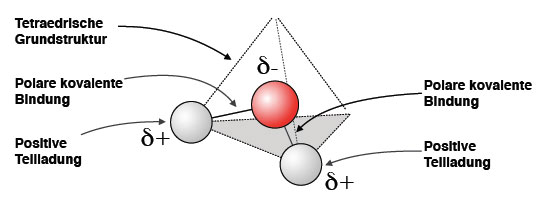 Tetraedrische
Grundstruktur
δ-
Polare kovalente
Bindung
Polare kovalente
Bindung
δ+
Positive
Teilladung
Positive
Teilladung
δ+